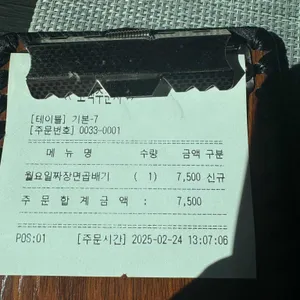 [테이블] 기본-7
[주문번호] 0033-0001
메 뉴 명 수량 금액 구분
월요일짜장면곱배기 ( 1) 7,500 신규
주 문 합 계 금 액 : 7,500
POS:01 [주문시간] 2025-02-24 13:07:06